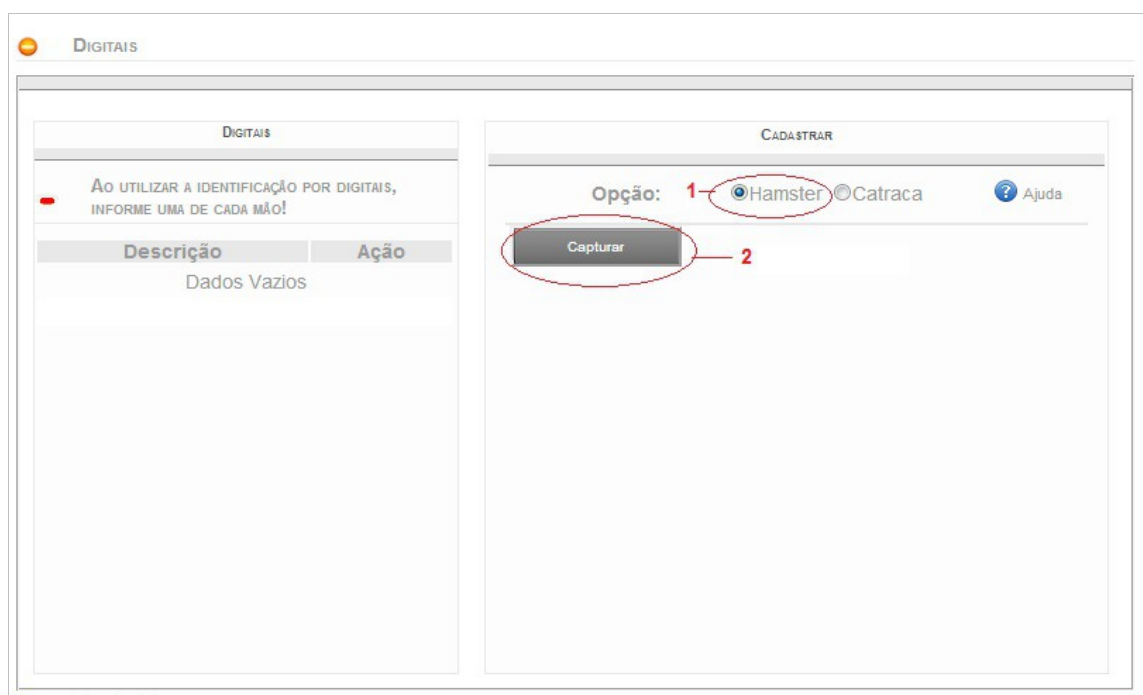 DIGITAIS
DIGITAIS
AO UTILIZAR A IDENTIFICAÇÃO POR DIGITAIS,
INFORME UMA DE CADA MÃO!
Descrição Ação
Dados Vazios
CADASTRAR
Opção: 1 Hamster Catraca ? Ajuda
Capturar 2